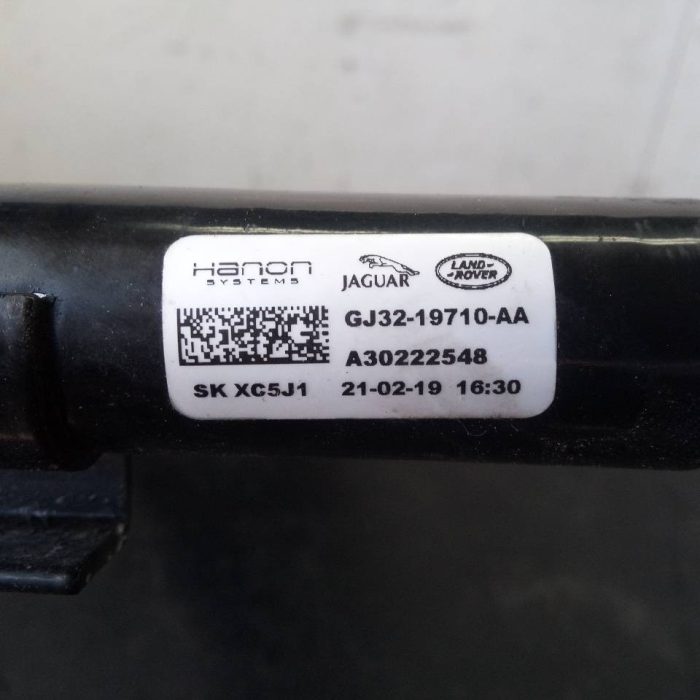 Hanon
SYSTEMS
JAGUAR
LAND-
ROVER
GJ32-19710-AA
A30222548
SK XC5J1 21-02-19 16:30